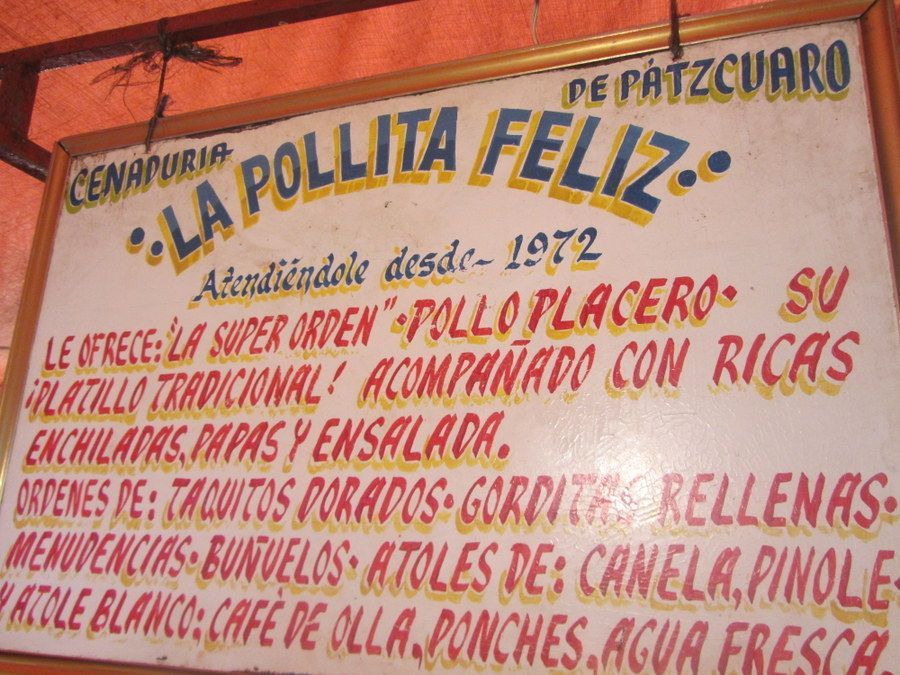 DE PÁTZCUARO
CENADURIA
LA POLLITA FELIZ
Atendiéndole desde 1972
LE OFRECE: "LA SUPER ORDEN" · POLLO PLACERO · SU
¡PLATILLO TRADICIONAL! ACOMPAÑADO CON RICAS
ENCHILADAS, PAPAS Y ENSALADA.
ORDENES DE: TAQUITOS DORADOS · GORDITAS RELLENAS ·
MENUDENCIAS · BUÑUELOS · ATOLES DE: CANELA, PINOLE ·
Y ATOLE BLANCO; CAFÈ DE OLLA, PONCHES, AGUA FRESCA.